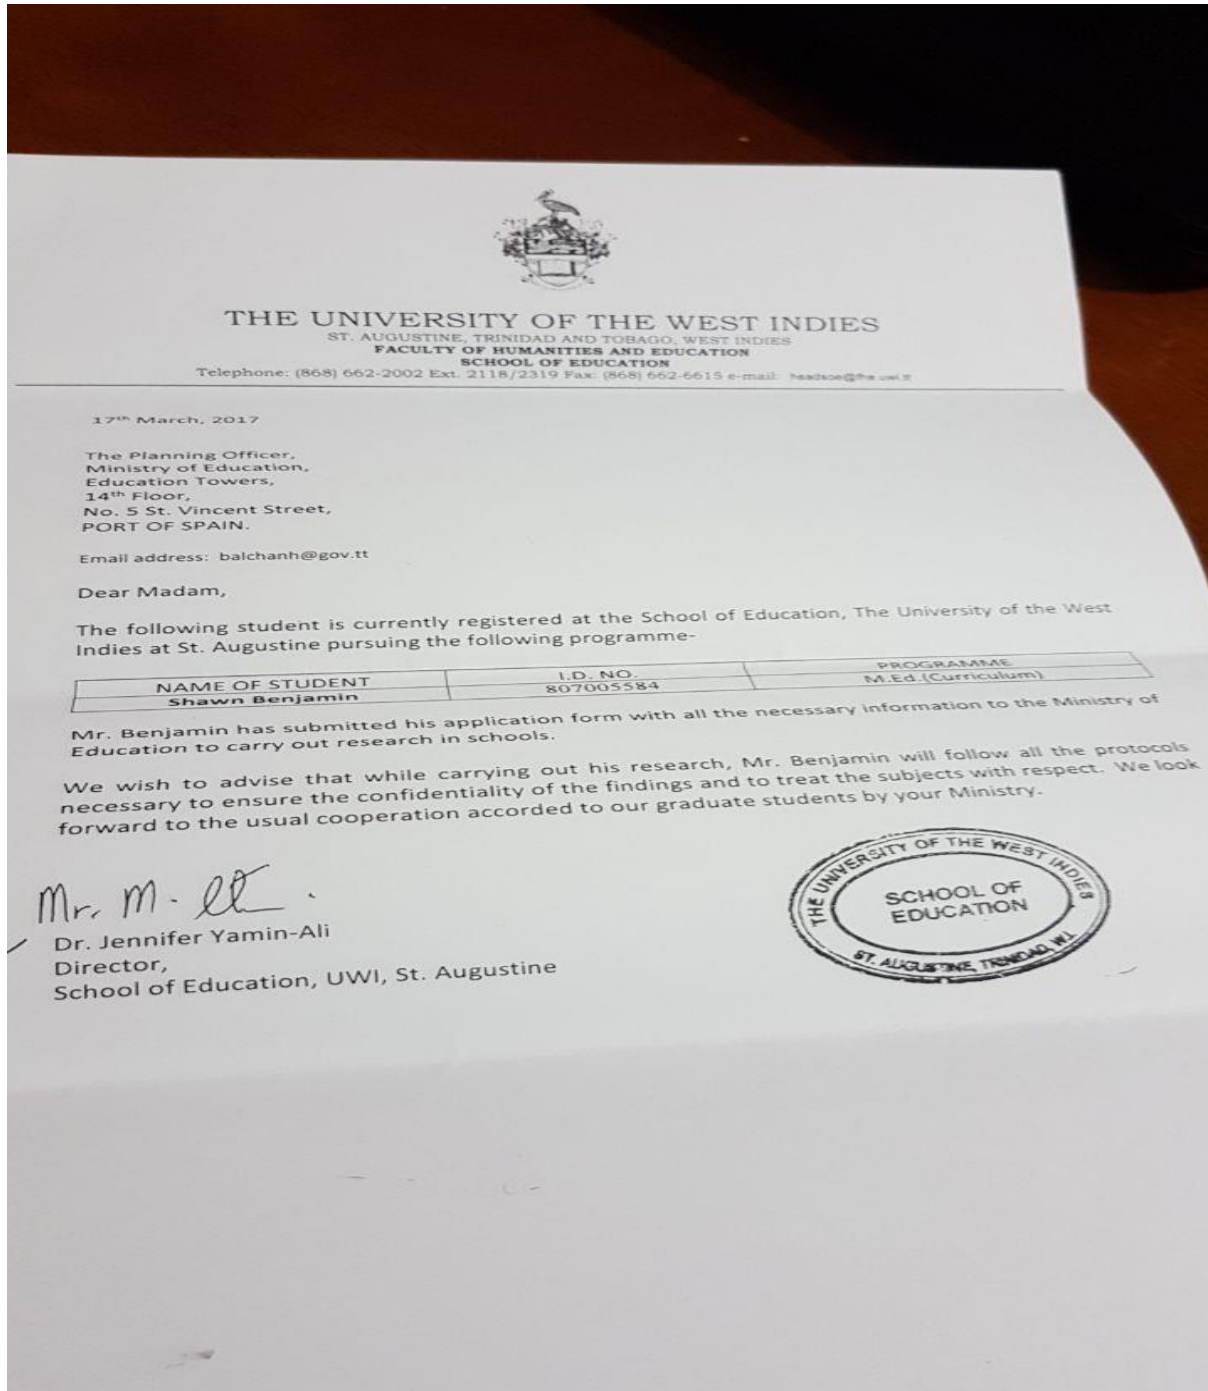 THE UNIVERSITY OF THE WEST INDIES
ST. AUGUSTINE, TRINIDAD AND TOBAGO, WEST INDIES
FACULTY OF HUMANITIES AND EDUCATION
SCHOOL OF EDUCATION
Telephone: (868) 662-2002 Ext. 2118/2319 Fax: (868) 662-6615 e-mail:
17th March, 2017
The Planning Officer,
Ministry of Education,
Education Towers,
14th Floor,
No. 5 St. Vincent Street,
PORT OF SPAIN.
Email address: balchanh@gov.tt
Dear Madam,
The following student is currently registered at the School of Education, The University of the West
Indies at St. Augustine pursuing the following programme-
NAME OF STUDENT I.D. NO. PROGRAMME
Shawn Benjamin 807005584 M.Ed.(Curriculum)
Mr. Benjamin has submitted his application form with all the necessary information to the Ministry of
Education to carry out research in schools.
We wish to advise that while carrying out his research, Mr. Benjamin will follow all the protocols
necessary to ensure the confidentiality of the findings and to treat the subjects with respect. We look
forward to the usual cooperation accorded to our graduate students by your Ministry.
Mr. M.
Dr. Jennifer Yamin-Ali
Director,
School of Education, UWI, St. Augustine
THE UNIVERSITY OF THE WEST INDIES
SCHOOL OF
EDUCATION
ST. AUGUSTINE, TRINIDAD, W.I.